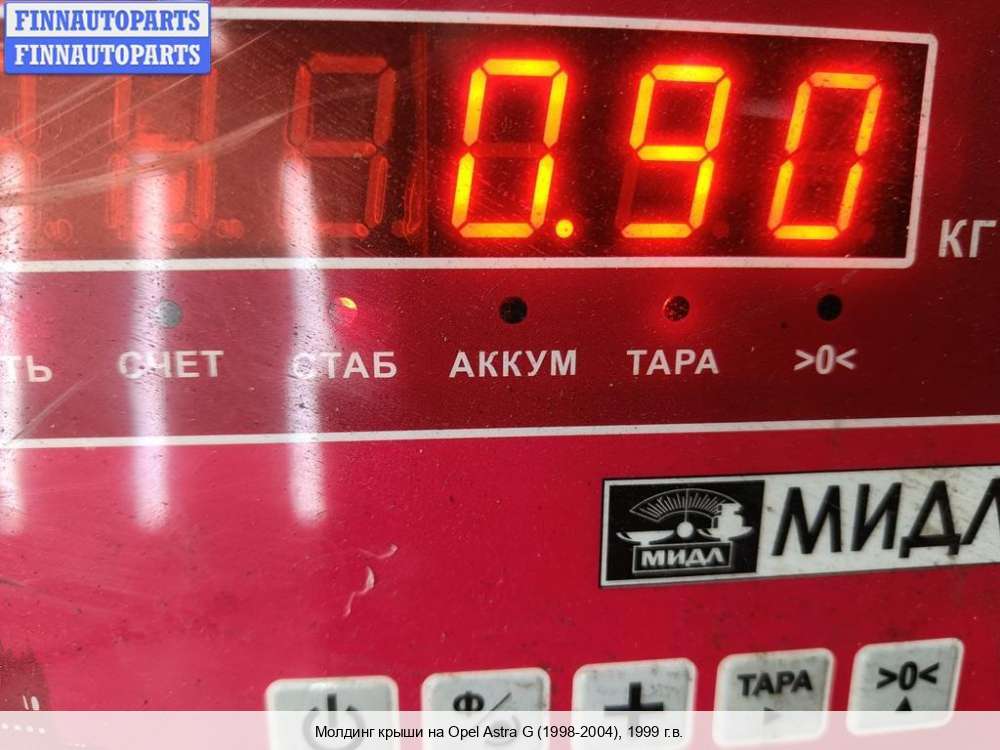 FINNAUTOPARTS
FINNAUTOPARTS
0.90
КГ
ТЬ СЧЕТ СТАБ АККУМ ТАРА >0<
МИДЛ МИДЛ
Ф/ + ТАРА >0<
Молдинг крыши на Opel Astra G (1998-2004), 1999 г.в.